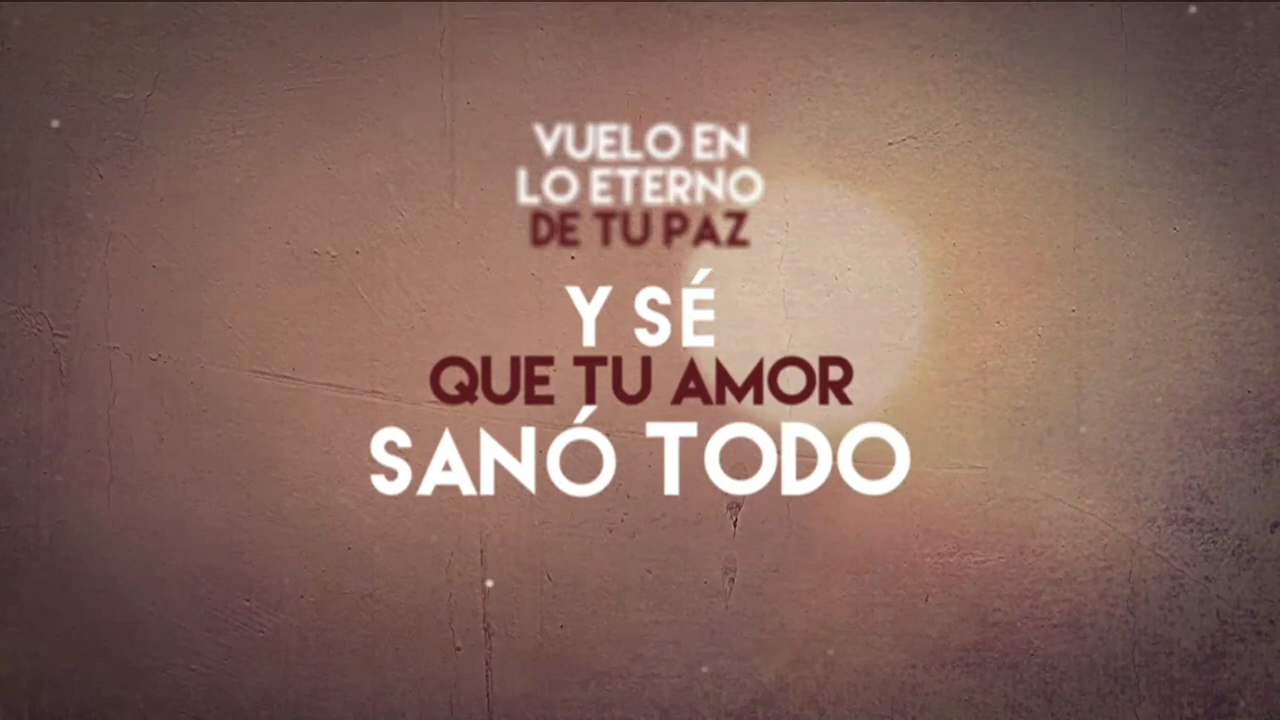 VUELO EN
LO ETERNO
DE TU PAZ
Y SÉ
QUE TU AMOR
SANÓ TODO